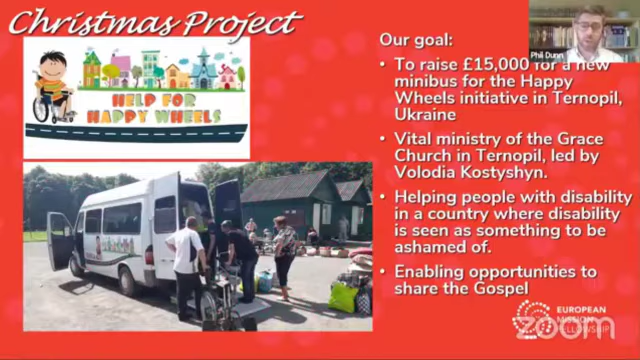 Christmas Project
HELP FOR
HAPPY WHEELS
Our goal:
• To raise £15,000 for a new
minibus for the Happy
Wheels initiative in Ternopil,
Ukraine
• Vital ministry of the Grace
Church in Ternopil, led by
Volodia Kostyshyn.
• Helping people with disability
in a country where disability
is seen as something to be
ashamed of.
• Enabling opportunities to
share the Gospel
Phil Dunn
EUROPEAN
MISSION
FELLOWSHIP
zoom